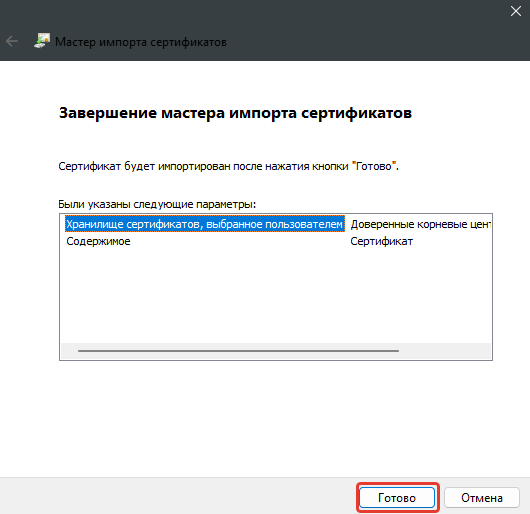 Мастер импорта сертификатов
Завершение мастера импорта сертификатов
Сертификат будет импортирован после нажатия кнопки "Готово".
Были указаны следующие параметры:
Хранилище сертификатов, выбранное пользователем Доверенные корневые цент
Содержимое Сертификат
Готово Отмена